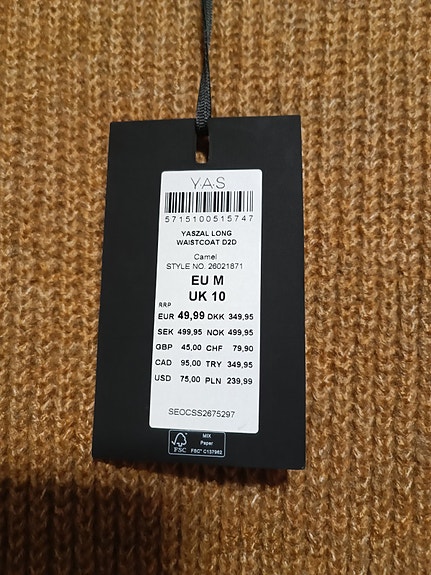 Y.A.S
5715100515747
YASZAL LONG
WAISTCOAT D2D
Camel
STYLE NO. 26021871
EU M
UK 10
RRP
EUR 49,99 DKK 349,95
SEK 499,95 NOK 499,95
GBP 45,00 CHF 79,90
CAD 95,00 TRY 349,95
USD 75,00 PLN 239,99
SEOCSS2675297
MIX
Paper
FSC FSC® C137982